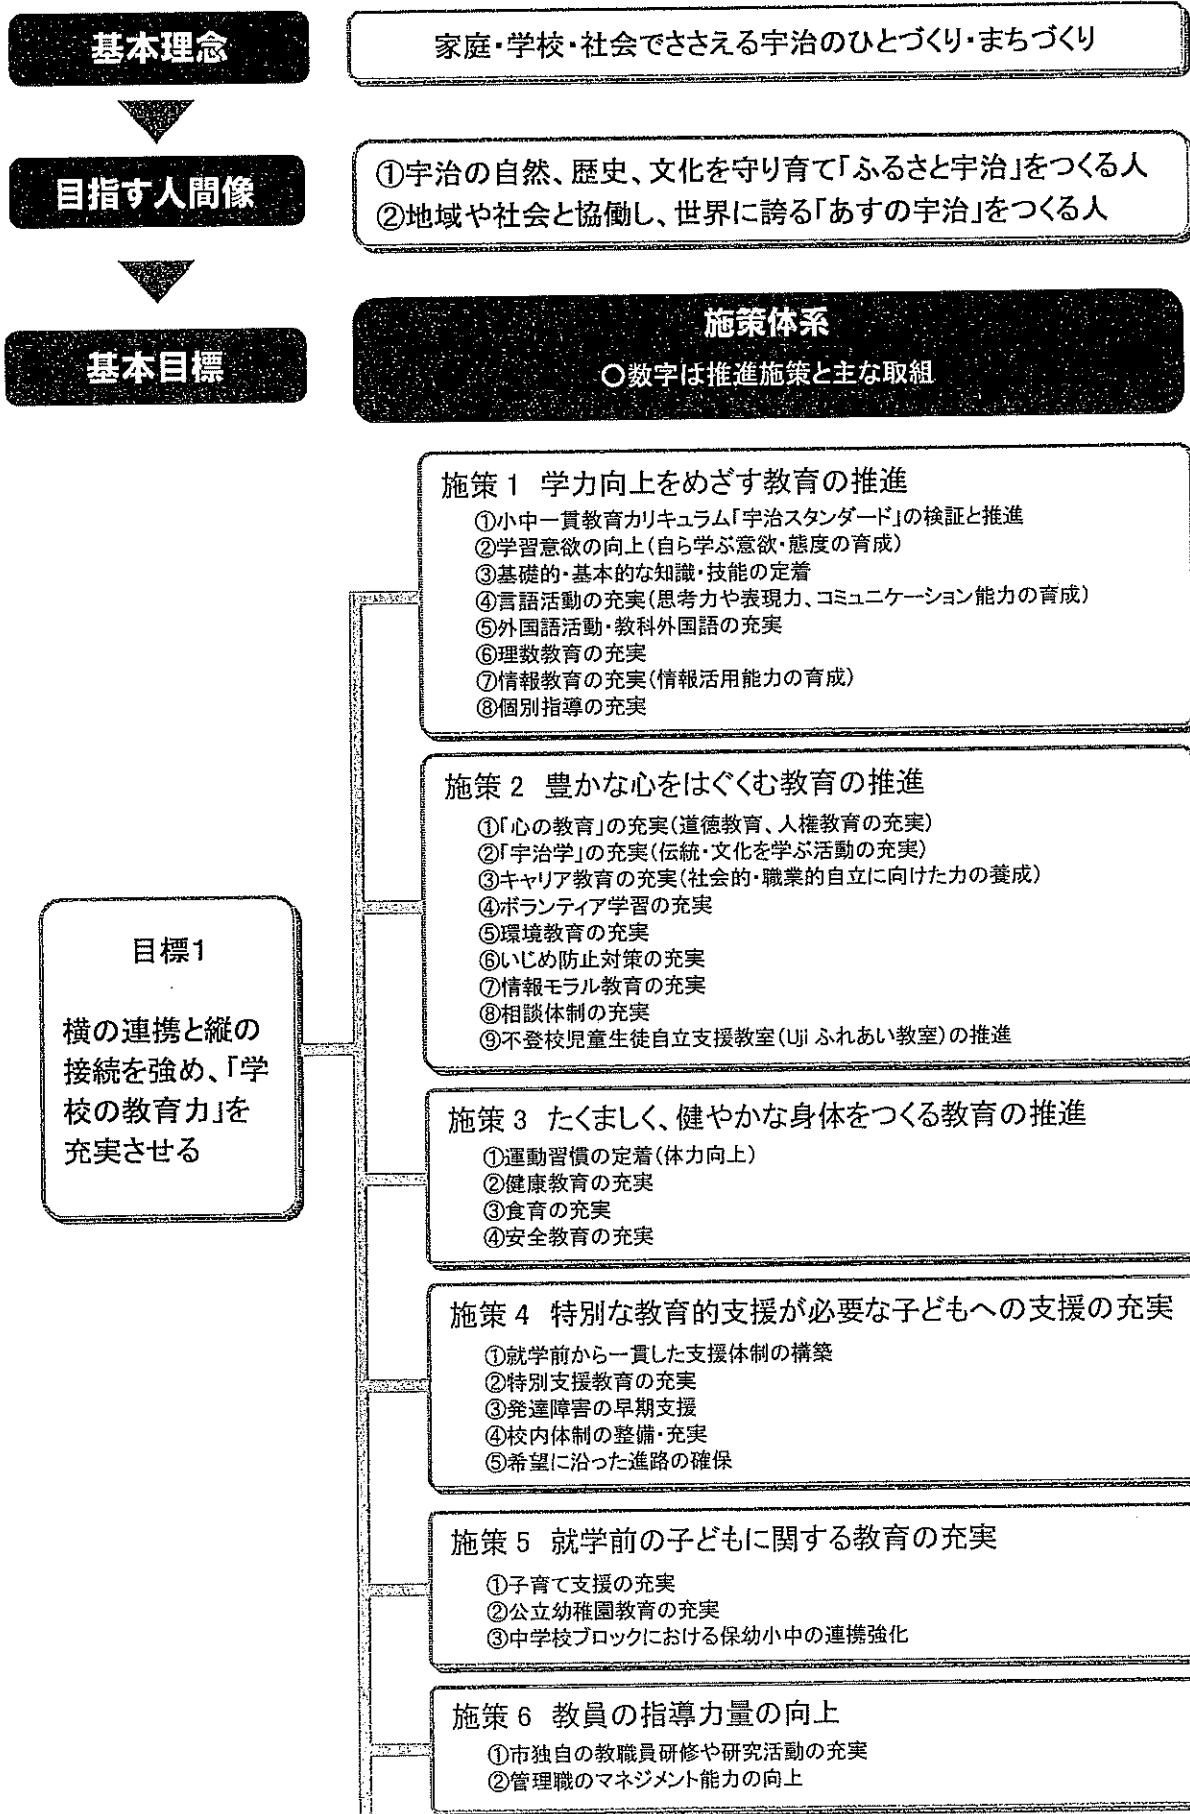 基本理念
家庭・学校・社会でささえる宇治のひとづくり・まちづくり
目指す人間像
①宇治の自然、歴史、文化を守り育て「ふるさと宇治」をつくる人
②地域や社会と協働し、世界に誇る「あすの宇治」をつくる人
基本目標
施策体系
○数字は推進施策と主な取組
目標1
横の連携と縦の
接続を強め、「学
校の教育力」を
充実させる
施策1 学力向上をめざす教育の推進
①小中一貫教育カリキュラム「宇治スタンダード」の検証と推進
②学習意欲の向上(自ら学ぶ意欲・態度の育成)
③基礎的・基本的な知識・技能の定着
④言語活動の充実(思考力や表現力、コミュニケーション能力の育成)
⑤外国語活動・教科外国語の充実
⑥理数教育の充実
⑦情報教育の充実(情報活用能力の育成)
⑧個別指導の充実
施策2 豊かな心をはぐくむ教育の推進
①「心の教育」の充実(道徳教育、人権教育の充実)
②「宇治学」の充実(伝統・文化を学ぶ活動の充実)
③キャリア教育の充実(社会的・職業的自立に向けた力の養成)
④ボランティア学習の充実
⑤環境教育の充実
⑥いじめ防止対策の充実
⑦情報モラル教育の充実
⑧相談体制の充実
⑨不登校児童生徒自立支援教室(Uji ふれあい教室)の推進
施策3 たくましく、健やかな身体をつくる教育の推進
①運動習慣の定着(体力向上)
②健康教育の充実
③食育の充実
④安全教育の充実
施策4 特別な教育的支援が必要な子どもへの支援の充実
①就学前から一貫した支援体制の構築
②特別支援教育の充実
③発達障害の早期支援
④校内体制の整備・充実
⑤希望に沿った進路の確保
施策5 就学前の子どもに関する教育の充実
①子育て支援の充実
②公立幼稚園教育の充実
③中学校ブロックにおける保幼小中の連携強化
施策6 教員の指導力量の向上
①市独自の教職員研修や研究活動の充実
②管理職のマネジメント能力の向上